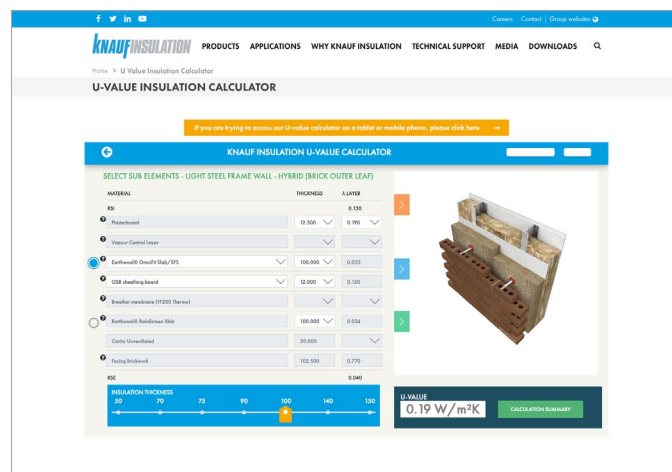 Careers Contact Group websites
KNAUFINSULATION PRODUCTS APPLICATIONS WHY KNAUF INSULATION TECHNICAL SUPPORT MEDIA DOWNLOADS
Home > U Value Insulation Calculator
U-VALUE INSULATION CALCULATOR
If you are trying to access our U-value calculator on a tablet or mobile phone, please click here →
KNAUF INSULATION U-VALUE CALCULATOR
SELECT SUB ELEMENTS - LIGHT STEEL FRAME WALL - HYBRID (BRICK OUTER LEAF)
MATERIAL THICKNESS λ LAYER
RSI 0.130
Plasterboard 12.500 0.190
Vapour Control Layer
Earthwool® OmniFit Slab/SFS 100.000 0.035
OSB sheathing board 12.000 0.120
Breather membrane (TF200 Thermo)
Earthwool® RainScreen Slab 100.000 0.034
Cavity Unventilated 50.000
Facing Brickwork 102.500 0.770
RSE 0.040
INSULATION THICKNESS
50 70 75 90 100 140 150
U-VALUE
0.19 W/m²K
CALCULATION SUMMARY